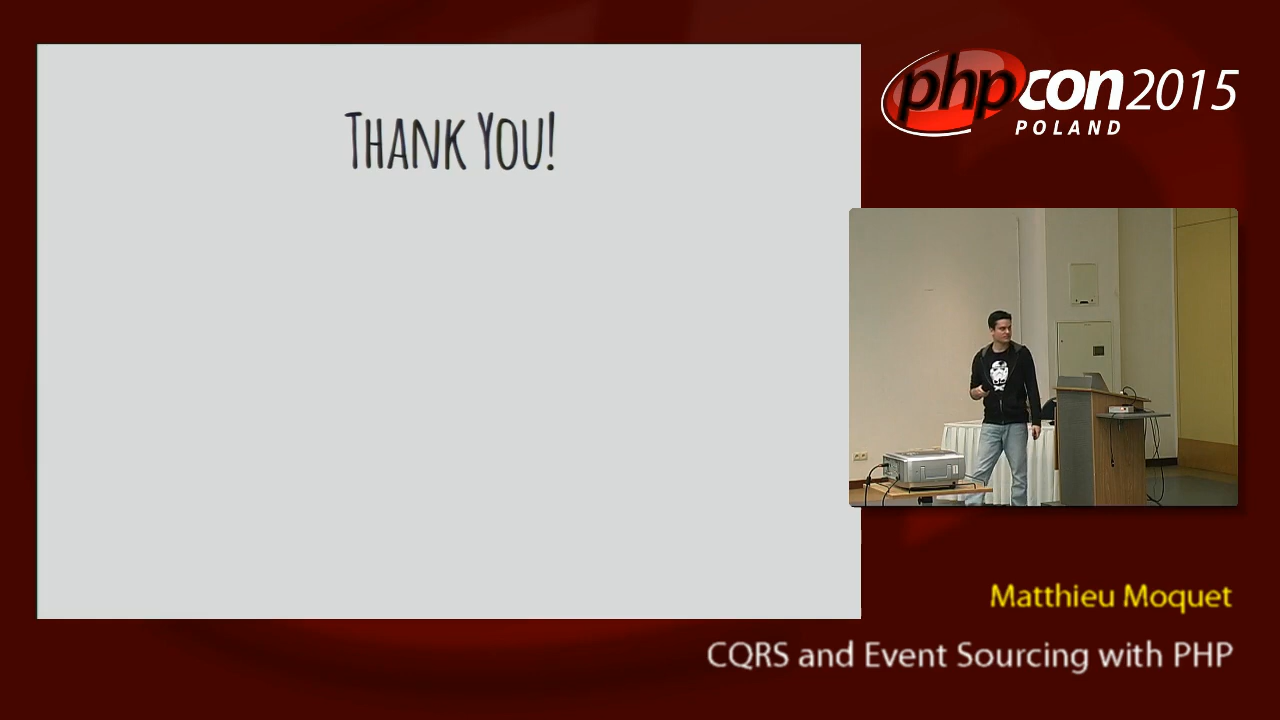 Thank You!
phpcon2015
POLAND
Matthieu Moquet
CQRS and Event Sourcing with PHP